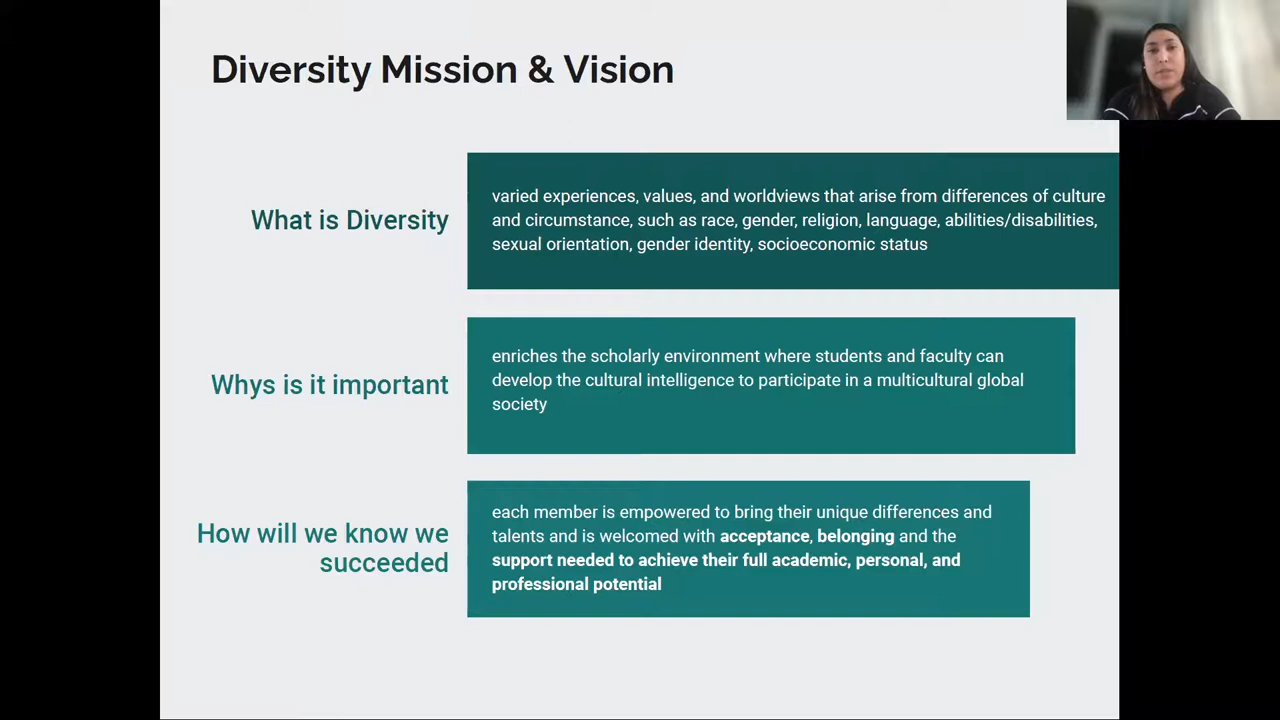 Diversity Mission & Vision
What is Diversity
varied experiences, values, and worldviews that arise from differences of culture
and circumstance, such as race, gender, religion, language, abilities/disabilities,
sexual orientation, gender identity, socioeconomic status
Whys is it important
enriches the scholarly environment where students and faculty can
develop the cultural intelligence to participate in a multicultural global
society
How will we know we
succeeded
each member is empowered to bring their unique differences and
talents and is welcomed with acceptance, belonging and the
support needed to achieve their full academic, personal, and
professional potential